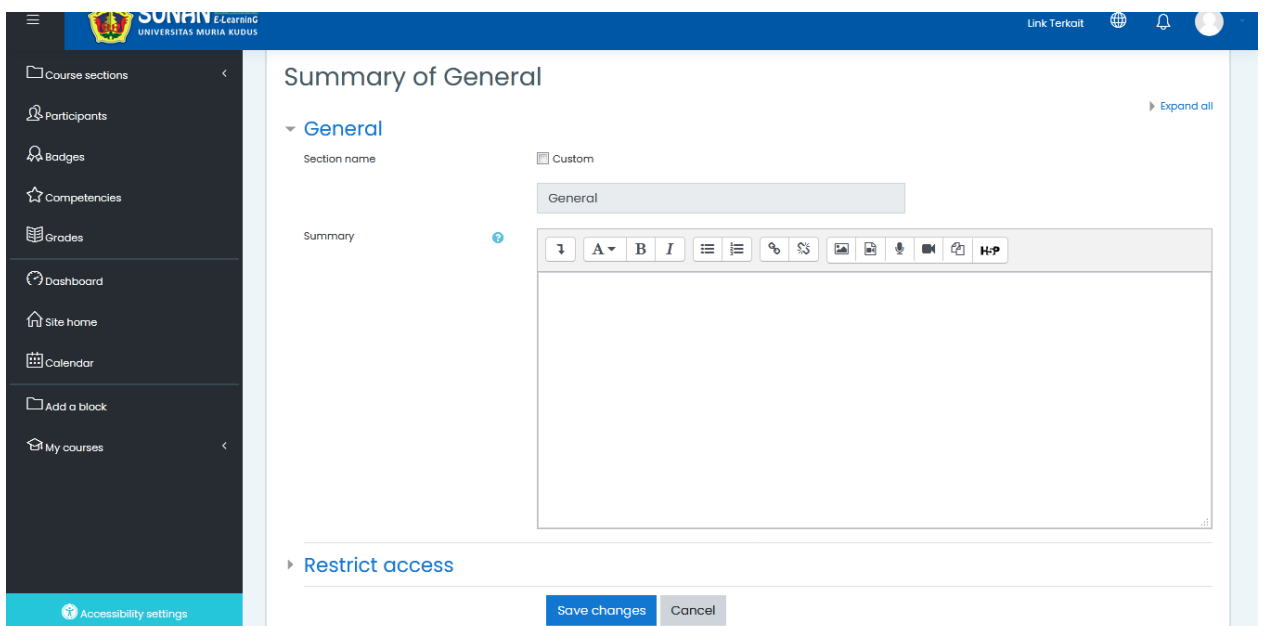 SUNAN E-Learning
UNIVERSITAS MURIA KUDUS
Link Terkait
Course sections
Participants
Badges
Competencies
Grades
Dashboard
Site home
Calendar
Add a block
My courses
Accessibility settings
Summary of General
Expand all
General
Section name
Custom
General
Summary
?
A B I
H-P
Restrict access
Save changes Cancel